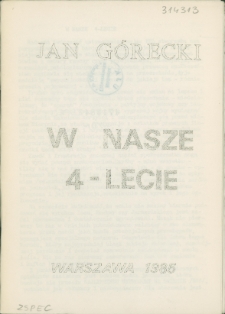 314313
JAN GÓRECKI
W NASZE
4-LECIE
WARSZAWA 1986